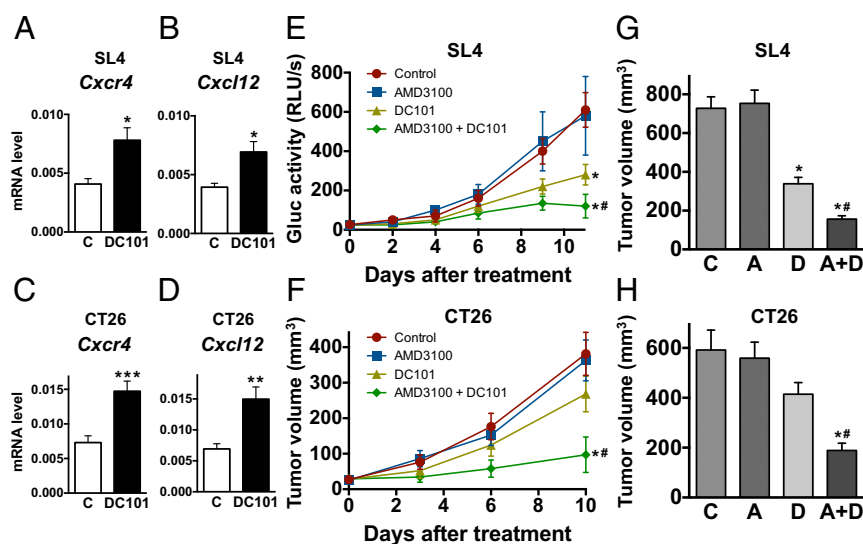 A
SL4
Cxcr4
mRNA level
0.010
0.005
0.000
*
C DC101
B
SL4
Cxcl12
0.010
0.005
0.000
*
C DC101
C
CT26
Cxcr4
mRNA level
0.015
0.010
0.005
0.000
***
C DC101
D
CT26
Cxcl12
0.020
0.015
0.010
0.005
0.000
**
C DC101
E
SL4
Gluc activity (RLU/s)
800
600
400
200
0
Control
AMD3100
DC101
AMD3100 + DC101
*
*#
0 2 4 6 8 10
Days after treatment
F
CT26
Tumor volume (mm³)
400
300
200
100
0
Control
AMD3100
DC101
AMD3100 + DC101
*#
0 2 4 6 8 10
Days after treatment
G
SL4
Tumor volume (mm³)
800
600
400
200
0
*
*#
C A D A+D
H
CT26
Tumor volume (mm³)
600
400
200
0
*#
C A D A+D